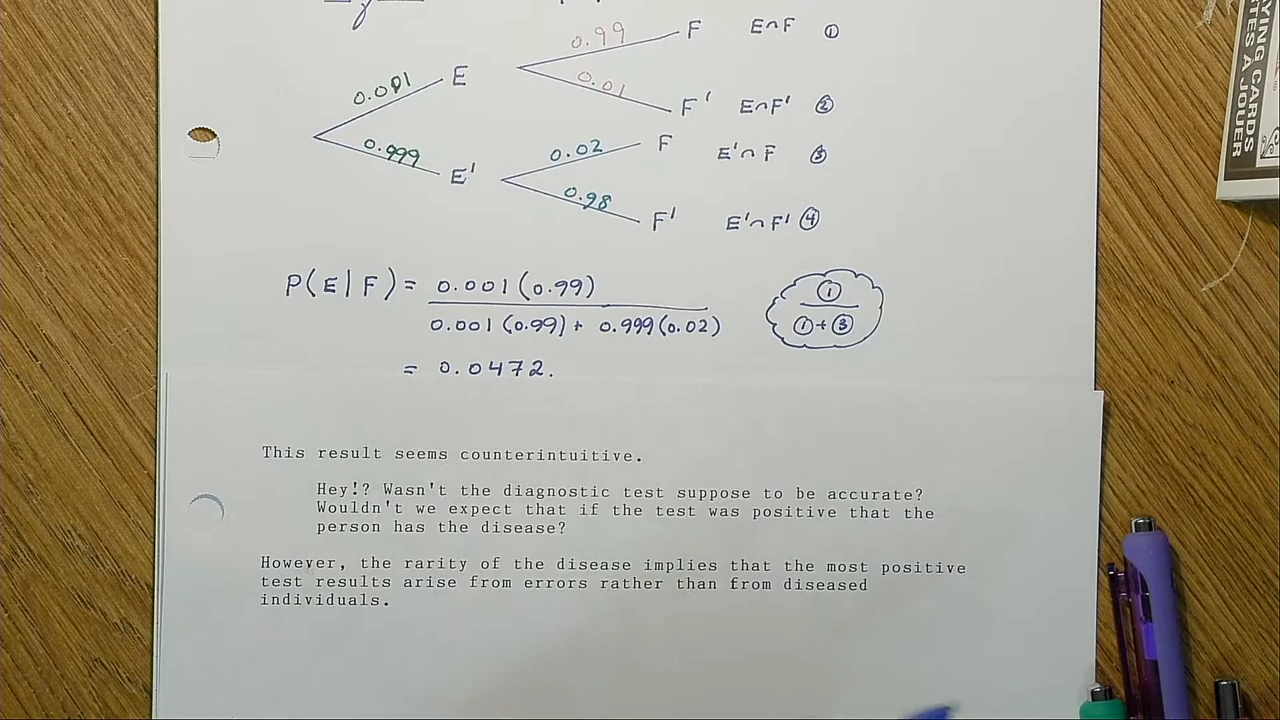 0.99 F E∩F ①
0.001 E
0.01 F' E∩F' ②
0.999 E'
0.02 F E'∩F ③
0.98 F' E'∩F' ④
P(E|F) = 0.001(0.99)
0.001(0.99) + 0.999(0.02)
= 0.0472.
①
①+③
This result seems counterintuitive.
Hey!? Wasn't the diagnostic test suppose to be accurate?
Wouldn't we expect that if the test was positive that the
person has the disease?
However, the rarity of the disease implies that the most positive
test results arise from errors rather than from diseased
individuals.
YING CARDS
TES A JOUER